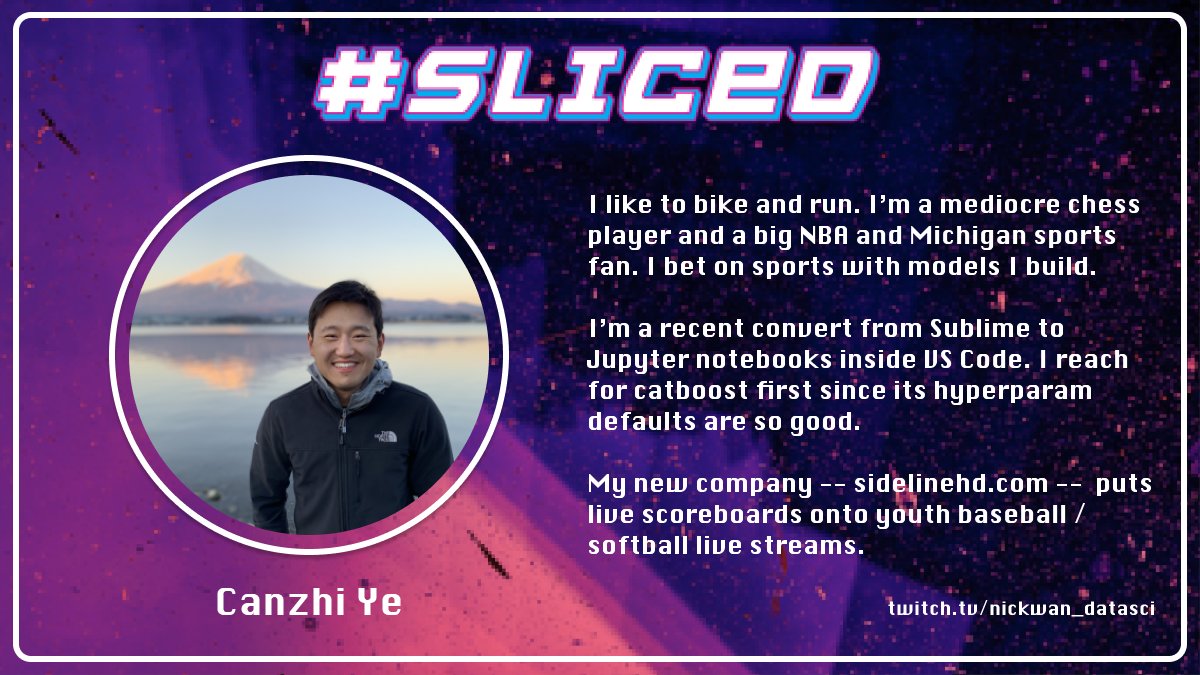 #SLICED
I like to bike and run. I'm a mediocre chess
player and a big NBA and Michigan sports
fan. I bet on sports with models I build.
I'm a recent convert from Sublime to
Jupyter notebooks inside VS Code. I reach
for catboost first since its hyperparam
defaults are so good.
My new company -- sidelinehd.com -- puts
live scoreboards onto youth baseball /
softball live streams.
THE
NORTH
FACE
Canzhi Ye
twitch.tv/nickwan_datasci